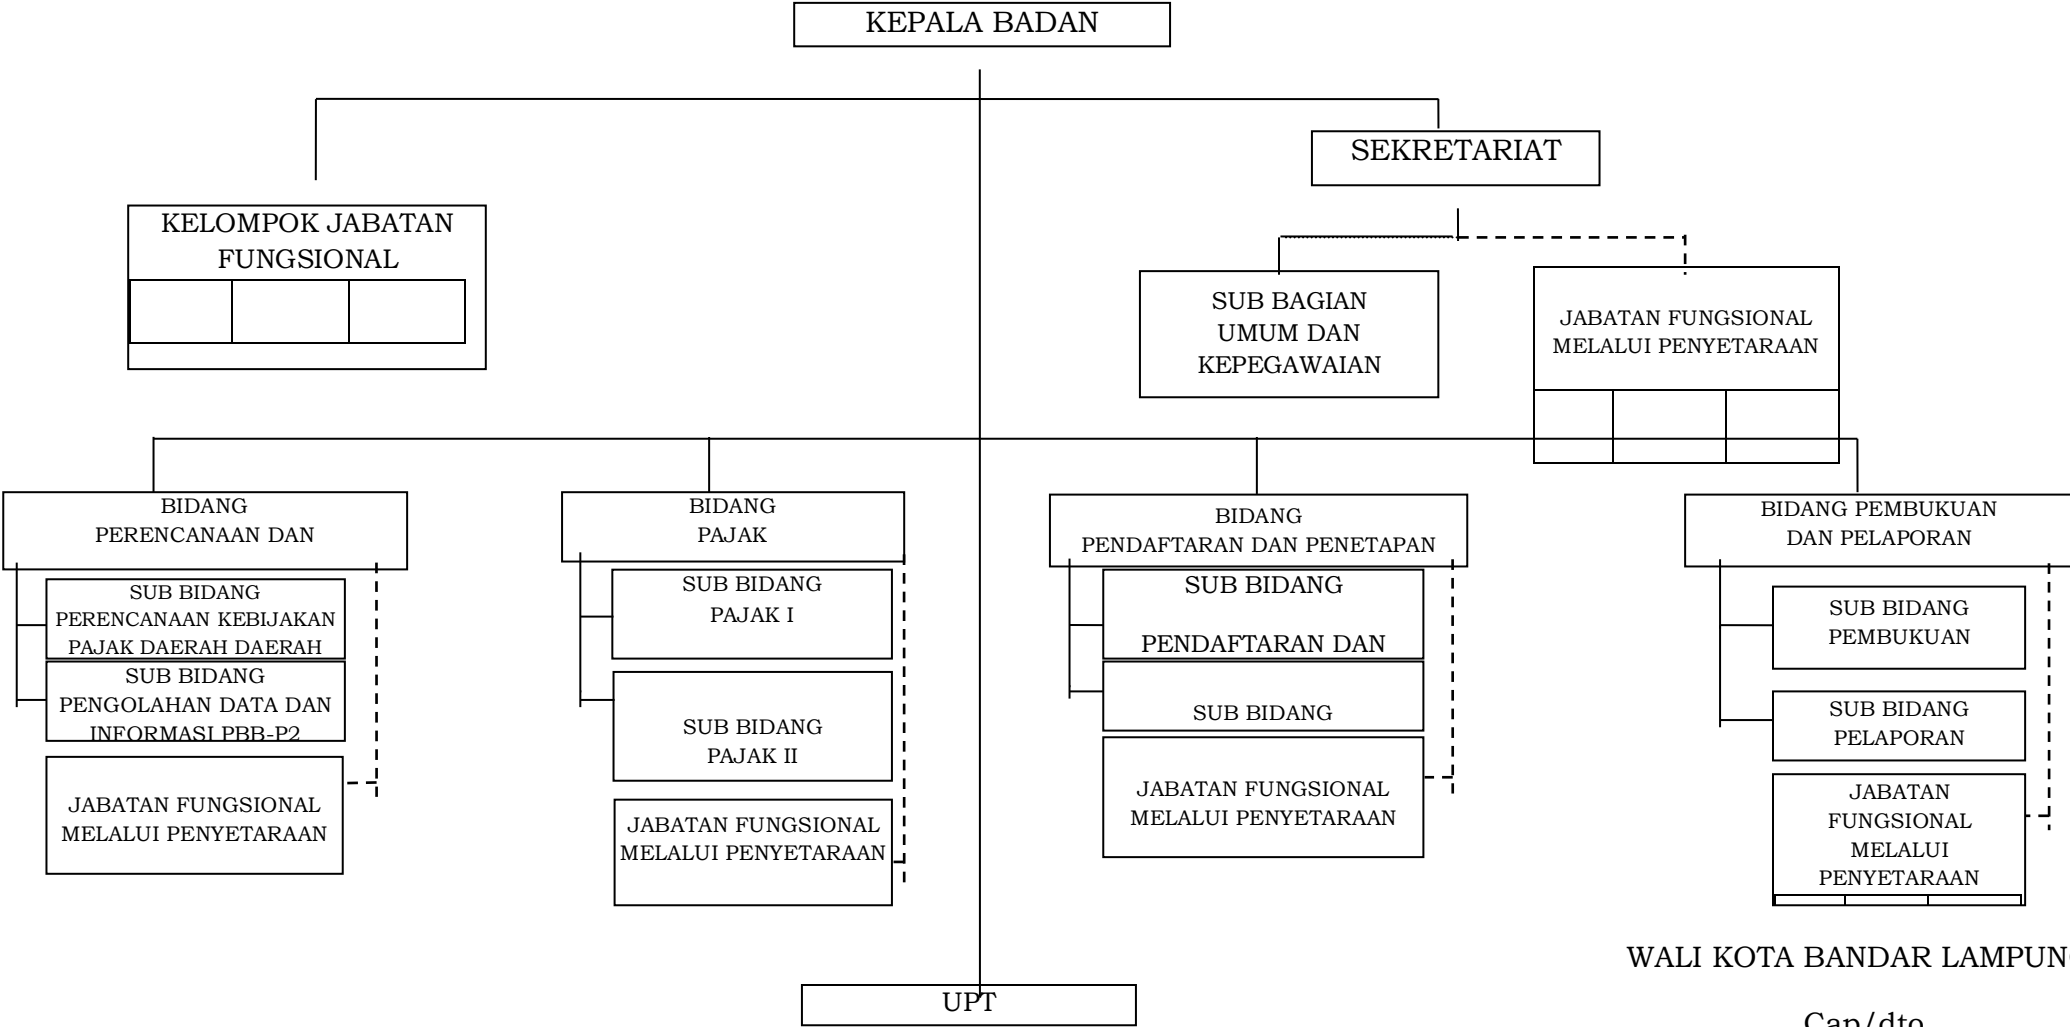 KEPALA BADAN
SEKRETARIAT
KELOMPOK JABATAN
FUNGSIONAL
SUB BAGIAN
UMUM DAN
KEPEGAWAIAN
JABATAN FUNGSIONAL
MELALUI PENYETARAAN
BIDANG
PERENCANAAN DAN
SUB BIDANG
PERENCANAAN KEBIJAKAN
PAJAK DAERAH DAERAH
SUB BIDANG
PENGOLAHAN DATA DAN
INFORMASI PBB-P2
JABATAN FUNGSIONAL
MELALUI PENYETARAAN
BIDANG
PAJAK
SUB BIDANG
PAJAK I
SUB BIDANG
PAJAK II
JABATAN FUNGSIONAL
MELALUI PENYETARAAN
BIDANG
PENDAFTARAN DAN PENETAPAN
SUB BIDANG
PENDAFTARAN DAN
SUB BIDANG
JABATAN FUNGSIONAL
MELALUI PENYETARAAN
BIDANG PEMBUKUAN
DAN PELAPORAN
SUB BIDANG
PEMBUKUAN
SUB BIDANG
PELAPORAN
JABATAN
FUNGSIONAL
MELALUI
PENYETARAAN
UPT
WALI KOTA BANDAR LAMPUNG
Cap/dto